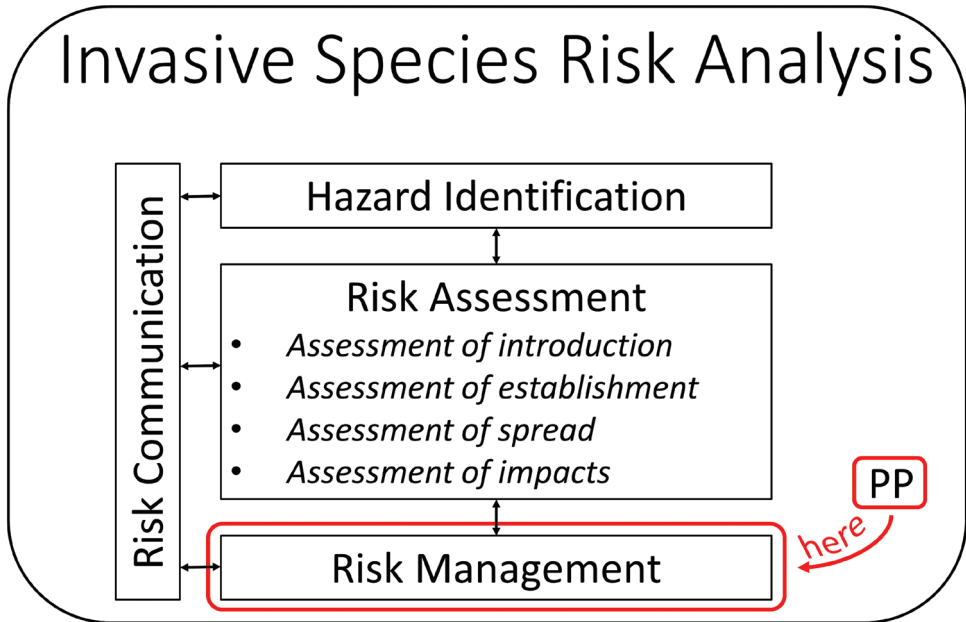 Invasive Species Risk Analysis
Risk Communication
Hazard Identification
Risk Assessment
• Assessment of introduction
• Assessment of establishment
• Assessment of spread
• Assessment of impacts
Risk Management
PP
here